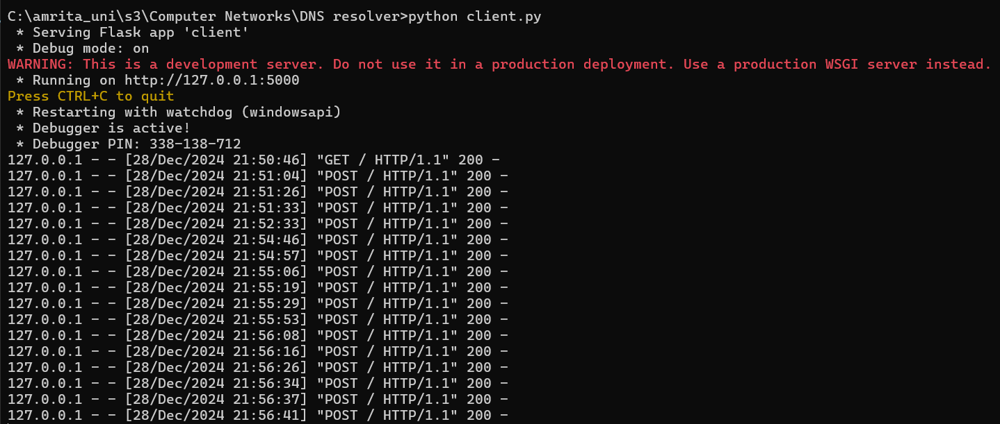 C:\amrita_uni\s3\Computer Networks\DNS resolver>python client.py
 * Serving Flask app 'client'
 * Debug mode: on
WARNING: This is a development server. Do not use it in a production deployment. Use a production WSGI server instead.
 * Running on http://127.0.0.1:5000
Press CTRL+C to quit
 * Restarting with watchdog (windowsapi)
 * Debugger is active!
 * Debugger PIN: 338-138-712
127.0.0.1 - - [28/Dec/2024 21:50:46] "GET / HTTP/1.1" 200 -
127.0.0.1 - - [28/Dec/2024 21:51:04] "POST / HTTP/1.1" 200 -
127.0.0.1 - - [28/Dec/2024 21:51:26] "POST / HTTP/1.1" 200 -
127.0.0.1 - - [28/Dec/2024 21:51:33] "POST / HTTP/1.1" 200 -
127.0.0.1 - - [28/Dec/2024 21:52:33] "POST / HTTP/1.1" 200 -
127.0.0.1 - - [28/Dec/2024 21:54:46] "POST / HTTP/1.1" 200 -
127.0.0.1 - - [28/Dec/2024 21:54:57] "POST / HTTP/1.1" 200 -
127.0.0.1 - - [28/Dec/2024 21:55:06] "POST / HTTP/1.1" 200 -
127.0.0.1 - - [28/Dec/2024 21:55:19] "POST / HTTP/1.1" 200 -
127.0.0.1 - - [28/Dec/2024 21:55:29] "POST / HTTP/1.1" 200 -
127.0.0.1 - - [28/Dec/2024 21:55:53] "POST / HTTP/1.1" 200 -
127.0.0.1 - - [28/Dec/2024 21:56:08] "POST / HTTP/1.1" 200 -
127.0.0.1 - - [28/Dec/2024 21:56:16] "POST / HTTP/1.1" 200 -
127.0.0.1 - - [28/Dec/2024 21:56:26] "POST / HTTP/1.1" 200 -
127.0.0.1 - - [28/Dec/2024 21:56:34] "POST / HTTP/1.1" 200 -
127.0.0.1 - - [28/Dec/2024 21:56:37] "POST / HTTP/1.1" 200 -
127.0.0.1 - - [28/Dec/2024 21:56:41] "POST / HTTP/1.1" 200 -